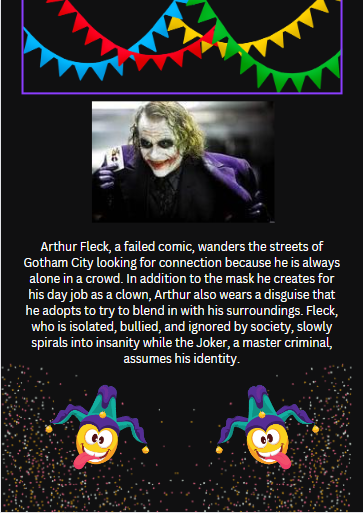 Arthur Fleck, a failed comic, wanders the streets of
Gotham City looking for connection because he is always
alone in a crowd. In addition to the mask he creates for
his day job as a clown, Arthur also wears a disguise that
he adopts to try to blend in with his surroundings. Fleck,
who is isolated, bullied, and ignored by society, slowly
spirals into insanity while the Joker, a master criminal,
assumes his identity.